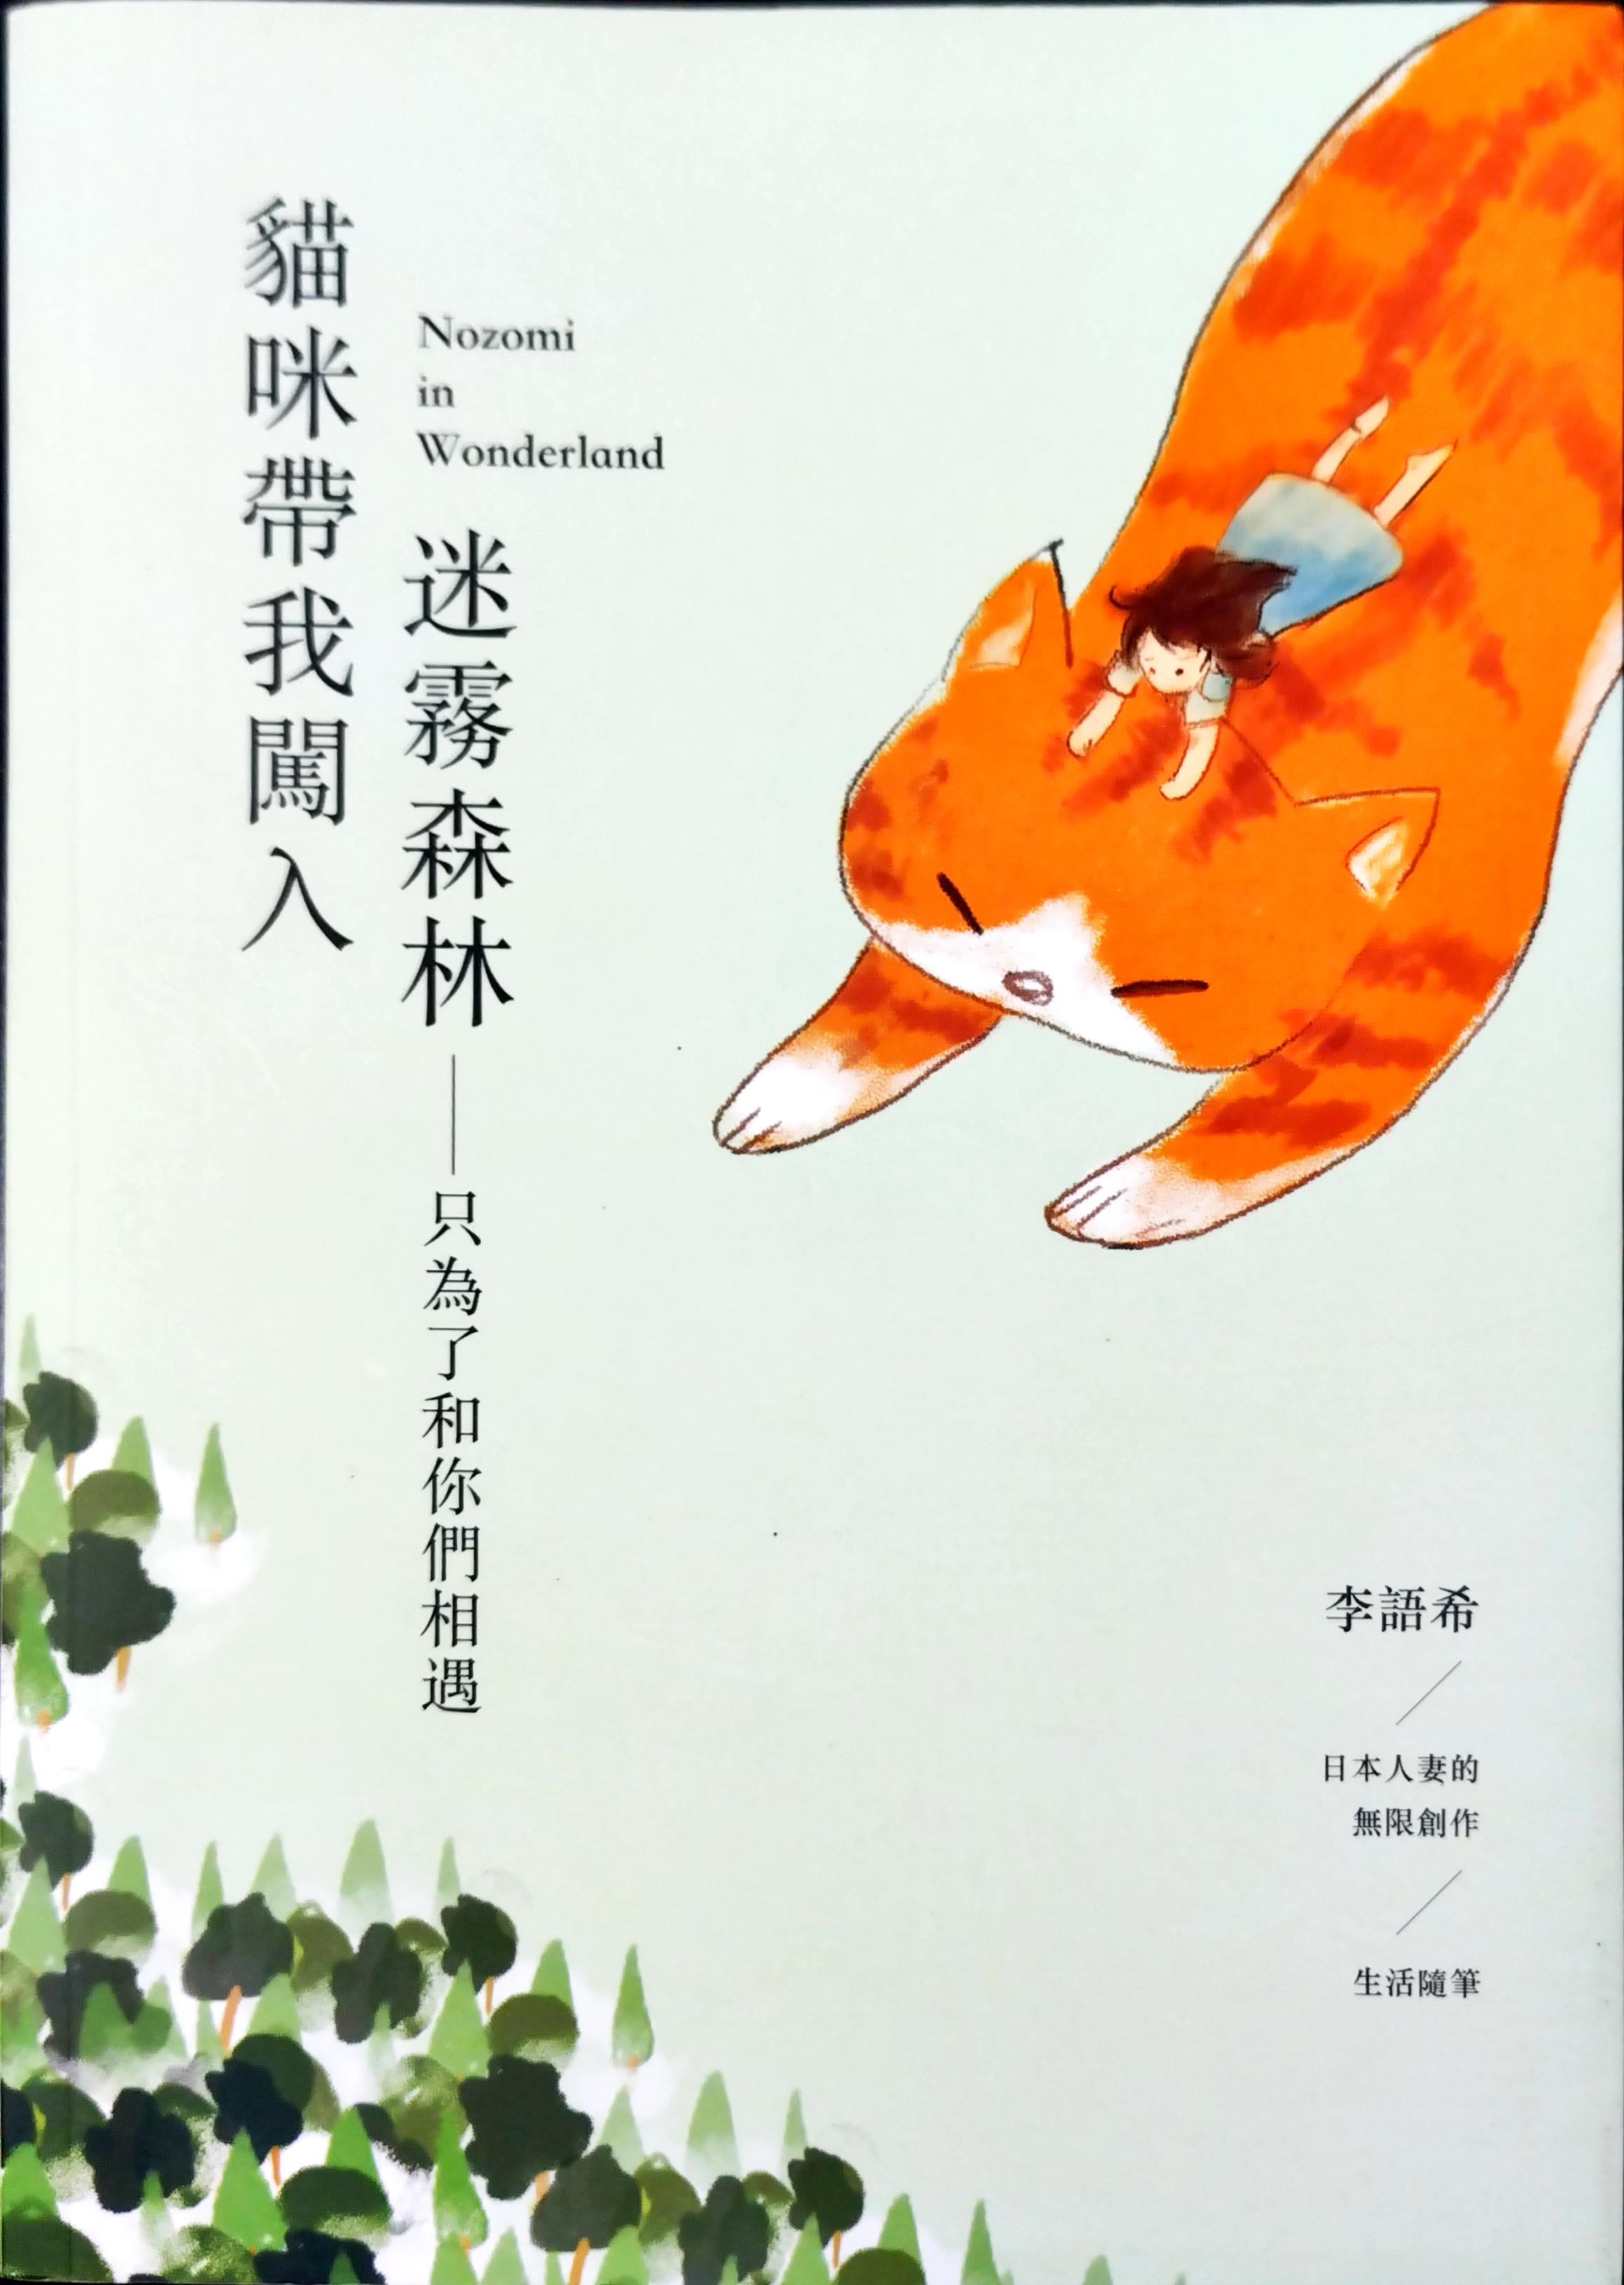 貓咪帶我闖入
Nozomi
in
Wonderland
迷霧森林──只為了和你們相遇
李語希
日本人妻的
無限創作
生活隨筆